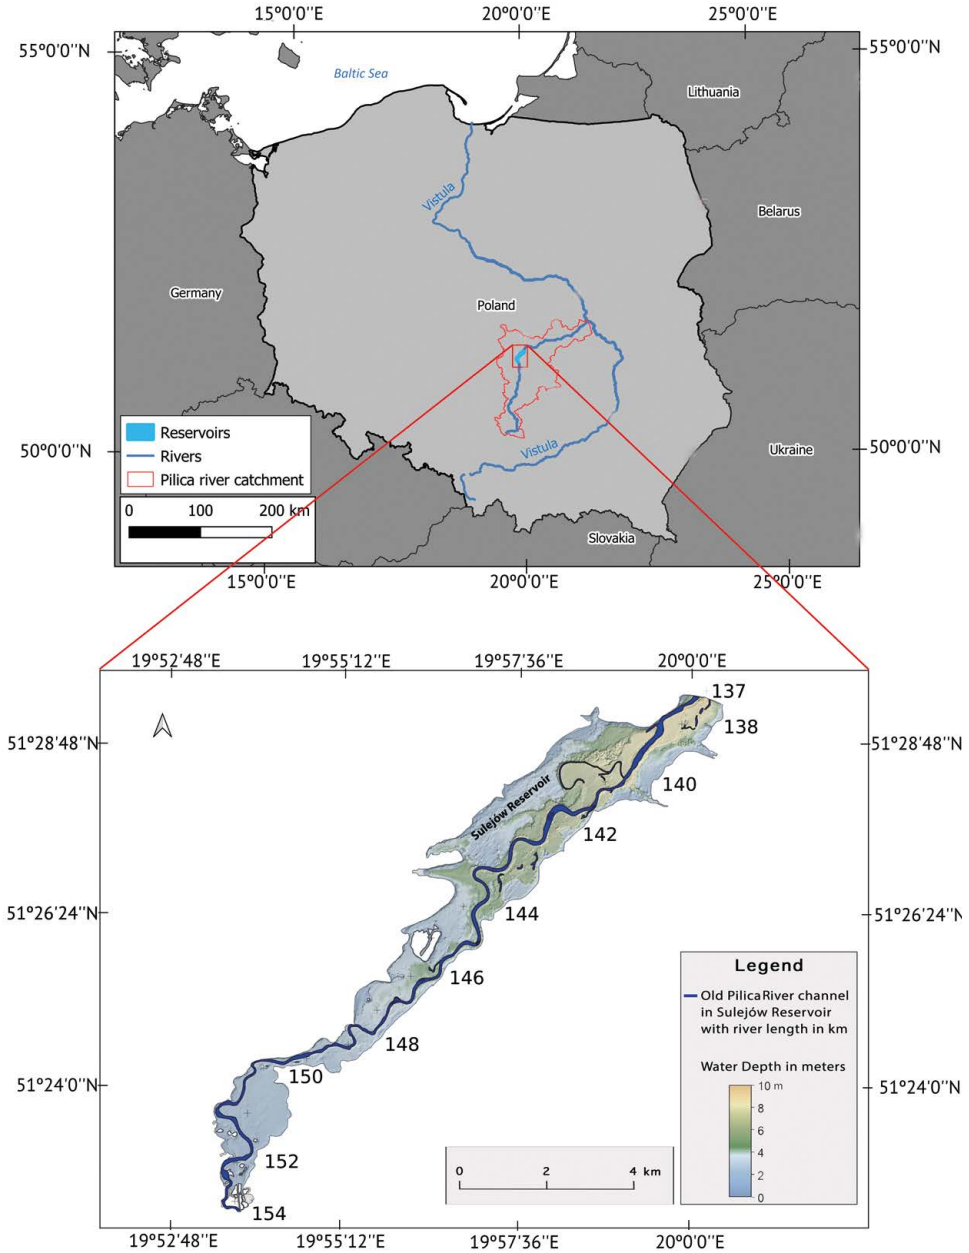 15°0'0''E 20°0'0''E 25°0'0''E
55°0'0''N 55°0'0''N
Baltic Sea
Lithuania
Vistula
Belarus
Germany
Poland
Reservoirs
50°0'0''N 50°0'0''N
Rivers
Vistula
Ukraine
Pilica river catchment
0 100 200 km
Slovakia
15°0'0''E 20°0'0''E 25°0'0''E
19°52'48''E 19°55'12''E 19°57'36''E 20°0'0''E
137
138
51°28'48''N 51°28'48''N
140
Sulejów Reservoir
142
51°26'24''N 51°26'24''N
144
146
Legend
Old Pilica River channel
in Sulejów Reservoir
with river length in km
148
Water Depth in meters
150
51°24'0''N 51°24'0''N
10 m
8
6
4
2
0
152
0 2 4 km
154
19°52'48''E 19°55'12''E 19°57'36''E 20°0'0''E